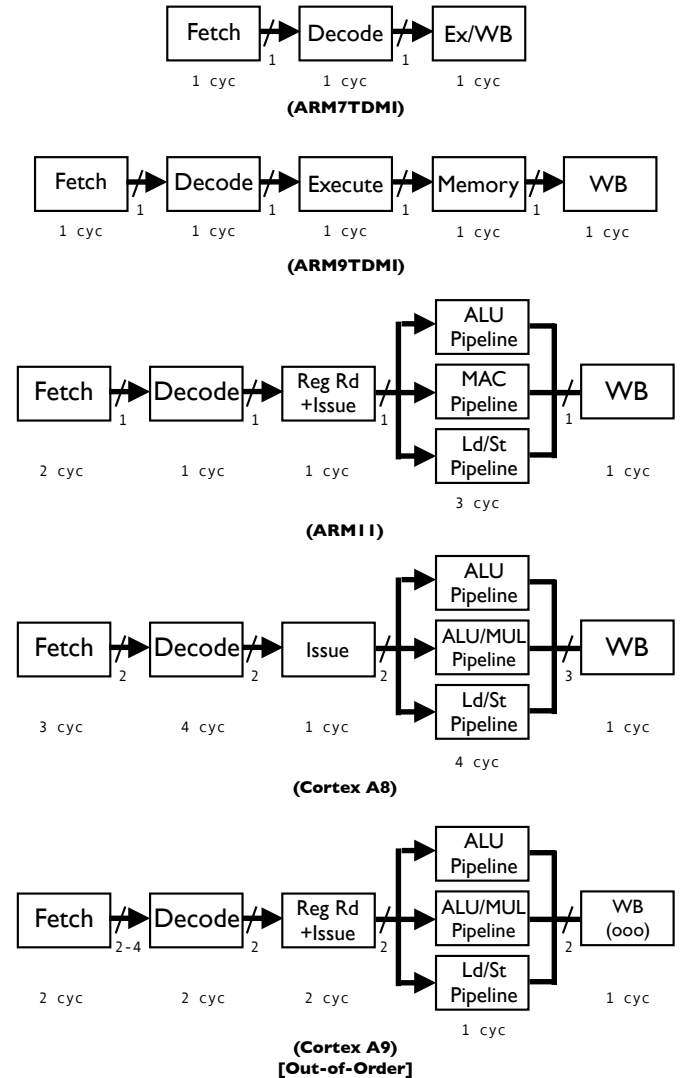 Fetch Decode Ex/WB
1 1
1 cyc 1 cyc 1 cyc
(ARM7TDMI)
Fetch Decode Execute Memory WB
1 1 1 1
1 cyc 1 cyc 1 cyc 1 cyc 1 cyc
(ARM9TDMI)
ALU
Pipeline
Fetch Decode Reg Rd
+Issue
MAC
Pipeline
WB
1 1 1 1
Ld/St
Pipeline
2 cyc 1 cyc 1 cyc 3 cyc 1 cyc
(ARM11)
ALU
Pipeline
Fetch Decode Issue
ALU/MUL
Pipeline
WB
2 2 2 3
Ld/St
Pipeline
3 cyc 4 cyc 1 cyc 4 cyc 1 cyc
(Cortex A8)
ALU
Pipeline
Fetch Decode Reg Rd
+Issue
ALU/MUL
Pipeline
WB
(ooo)
2-4 2 2 2
Ld/St
Pipeline
2 cyc 2 cyc 2 cyc 1 cyc 1 cyc
(Cortex A9)
[Out-of-Order]